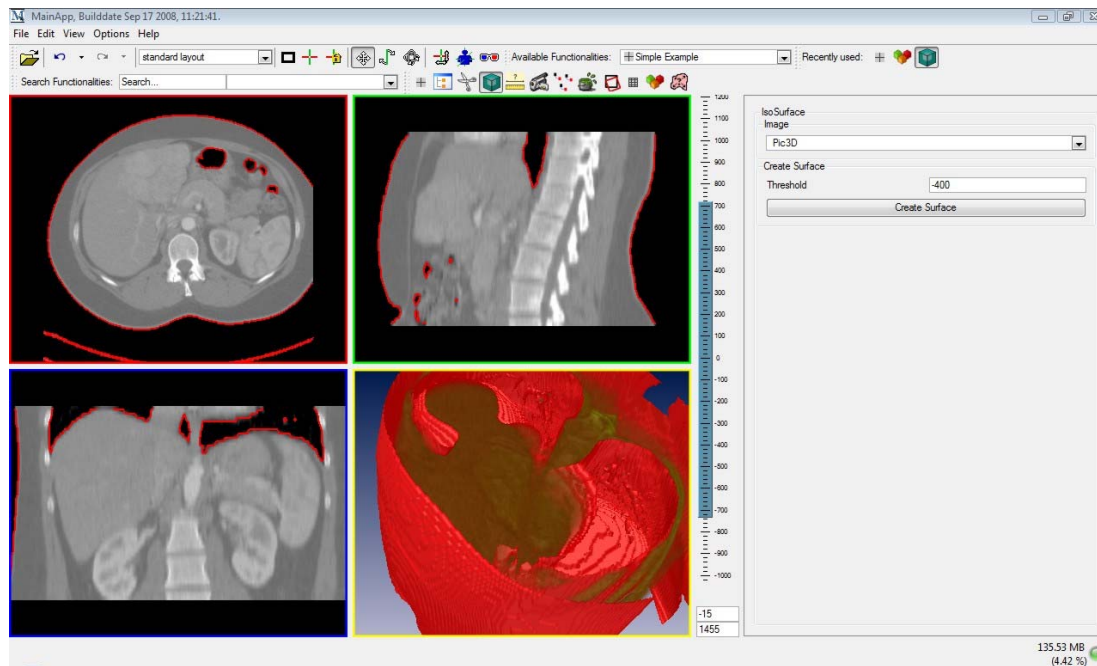 MainApp, Builddate Sep 17 2008, 11:21:41.
File Edit View Options Help
standard layout Available Functionalities: Simple Example Recently used:
Search Functionalities: Search...
1200
1100
1000
900
800
700
600
500
400
300
200
100
0
-100
-200
-300
-400
-500
-600
-700
-800
-900
-1000
-15
1455
IsoSurface
Image
Pic3D
Create Surface
Threshold -400
Create Surface
135.53 MB
(4.42 %)